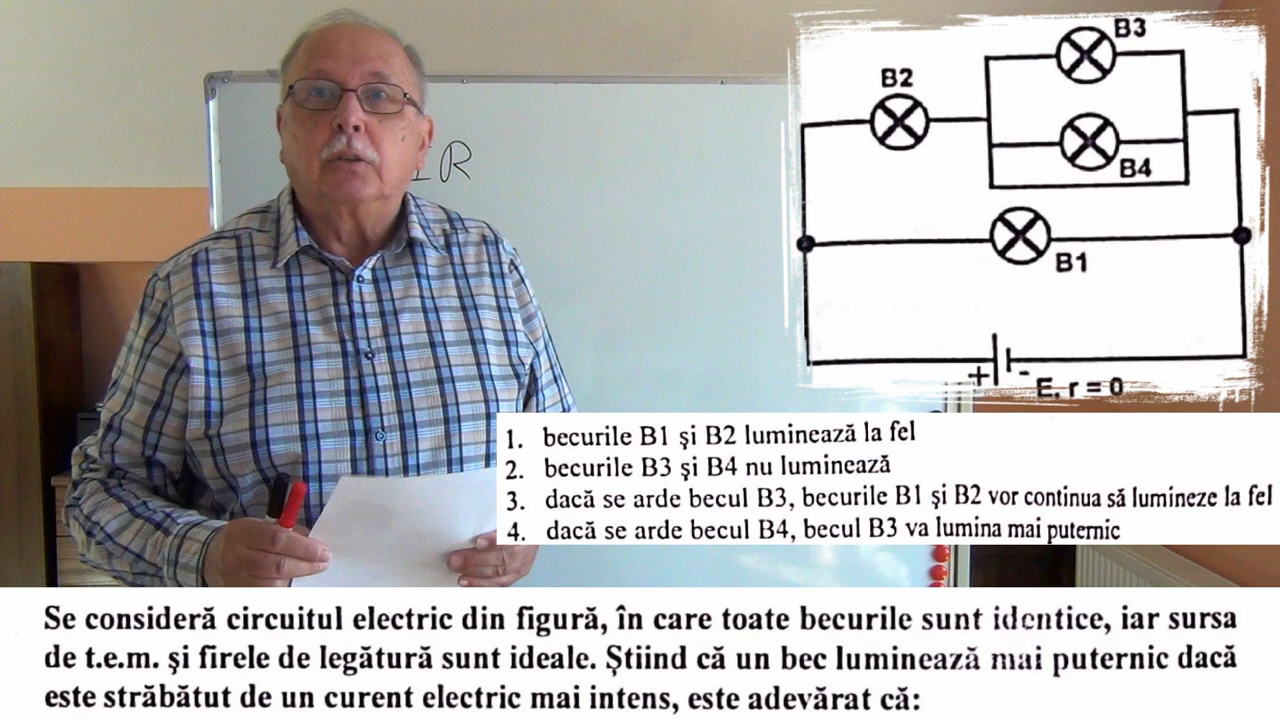 IR
B3
B2
B4
B1
+ - E, r = 0
1. becurile B1 şi B2 luminează la fel
2. becurile B3 şi B4 nu luminează
3. dacă se arde becul B3, becurile B1 şi B2 vor continua să lumineze la fel
4. dacă se arde becul B4, becul B3 va lumina mai puternic
Se consideră circuitul electric din figură, în care toate becurile sunt identice, iar sursa
de t.e.m. şi firele de legătură sunt ideale. Ştiind că un bec luminează mai puternic dacă
este străbătut de un curent electric mai intens, este adevărat că: